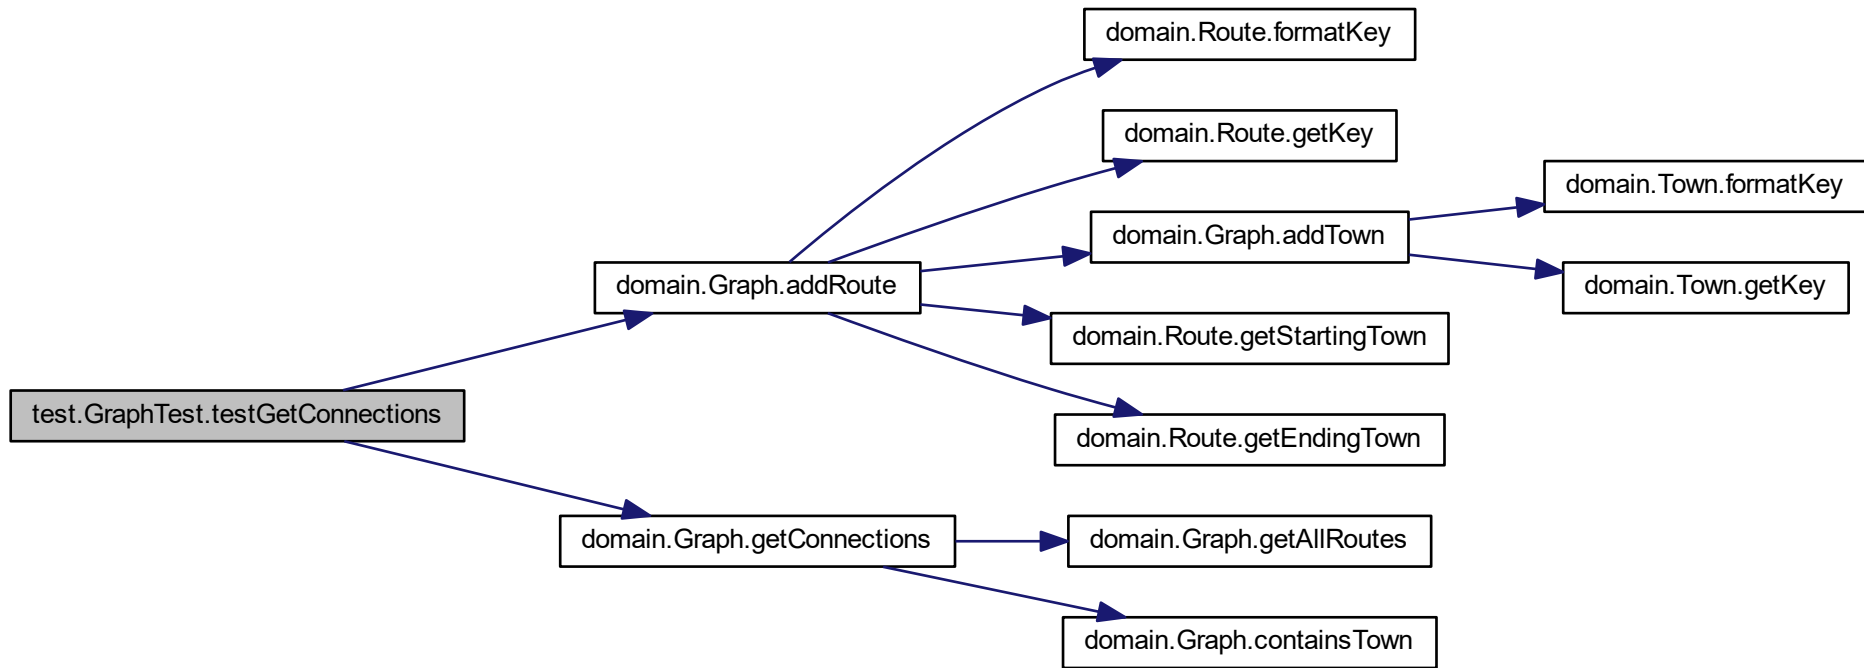 domain.Route.formatKey
domain.Route.getKey
domain.Town.formatKey
domain.Graph.addTown
domain.Graph.addRoute
domain.Town.getKey
domain.Route.getStartingTown
test.GraphTest.testGetConnections
domain.Route.getEndingTown
domain.Graph.getConnections
domain.Graph.getAllRoutes
domain.Graph.containsTown